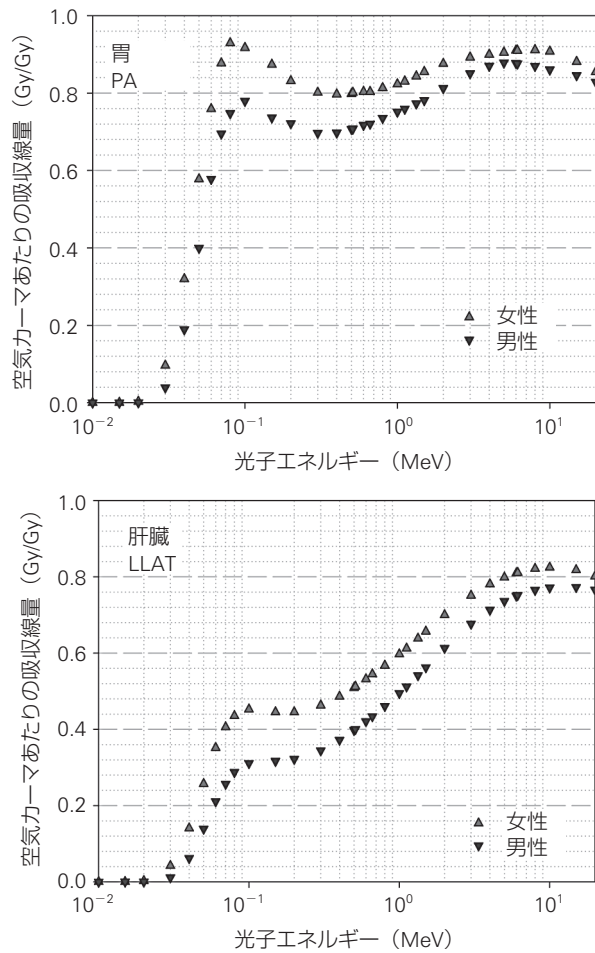 空気カーマあたりの吸収線量（Gy/Gy）
1.0
0.8
0.6
0.4
0.2
0.0
胃
PA
女性
男性
10⁻²
10⁻¹
10⁰
10¹
光子エネルギー（MeV）
空気カーマあたりの吸収線量（Gy/Gy）
1.0
0.8
0.6
0.4
0.2
0.0
肝臓
LLAT
女性
男性
10⁻²
10⁻¹
10⁰
10¹
光子エネルギー（MeV）